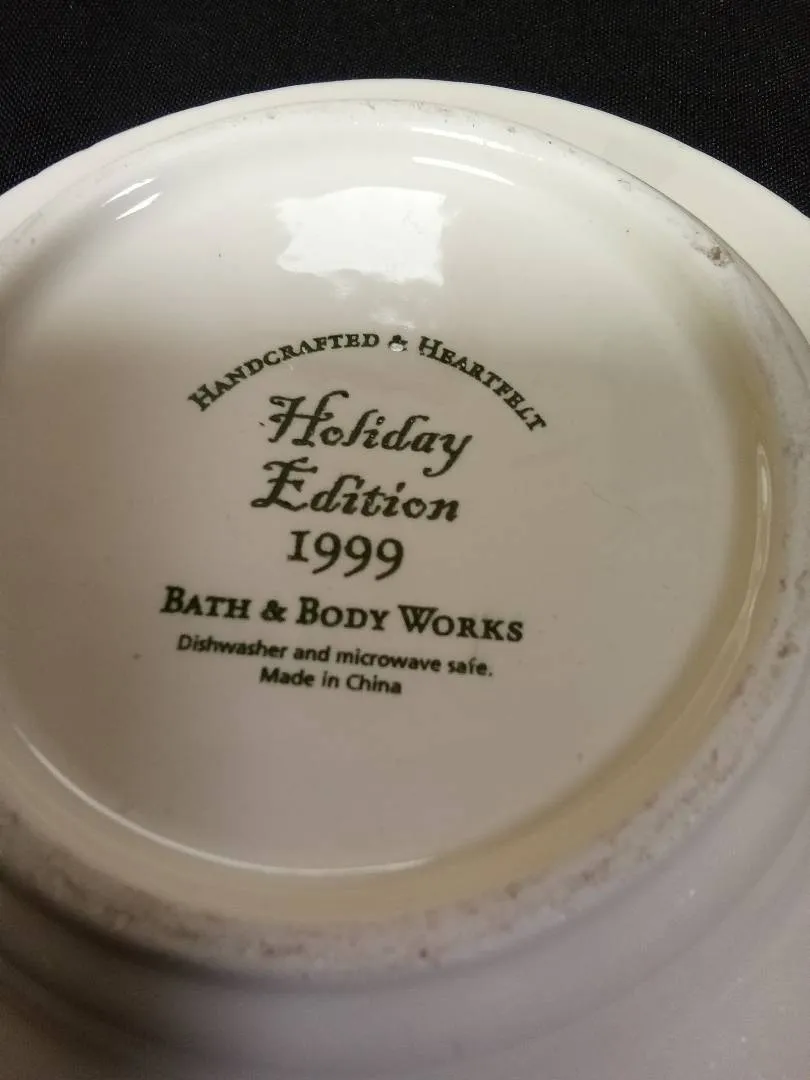 HANDCRAFTED & HEARTFELT
Holiday
Edition
1999
BATH & BODY WORKS
Dishwasher and microwave safe.
Made in China